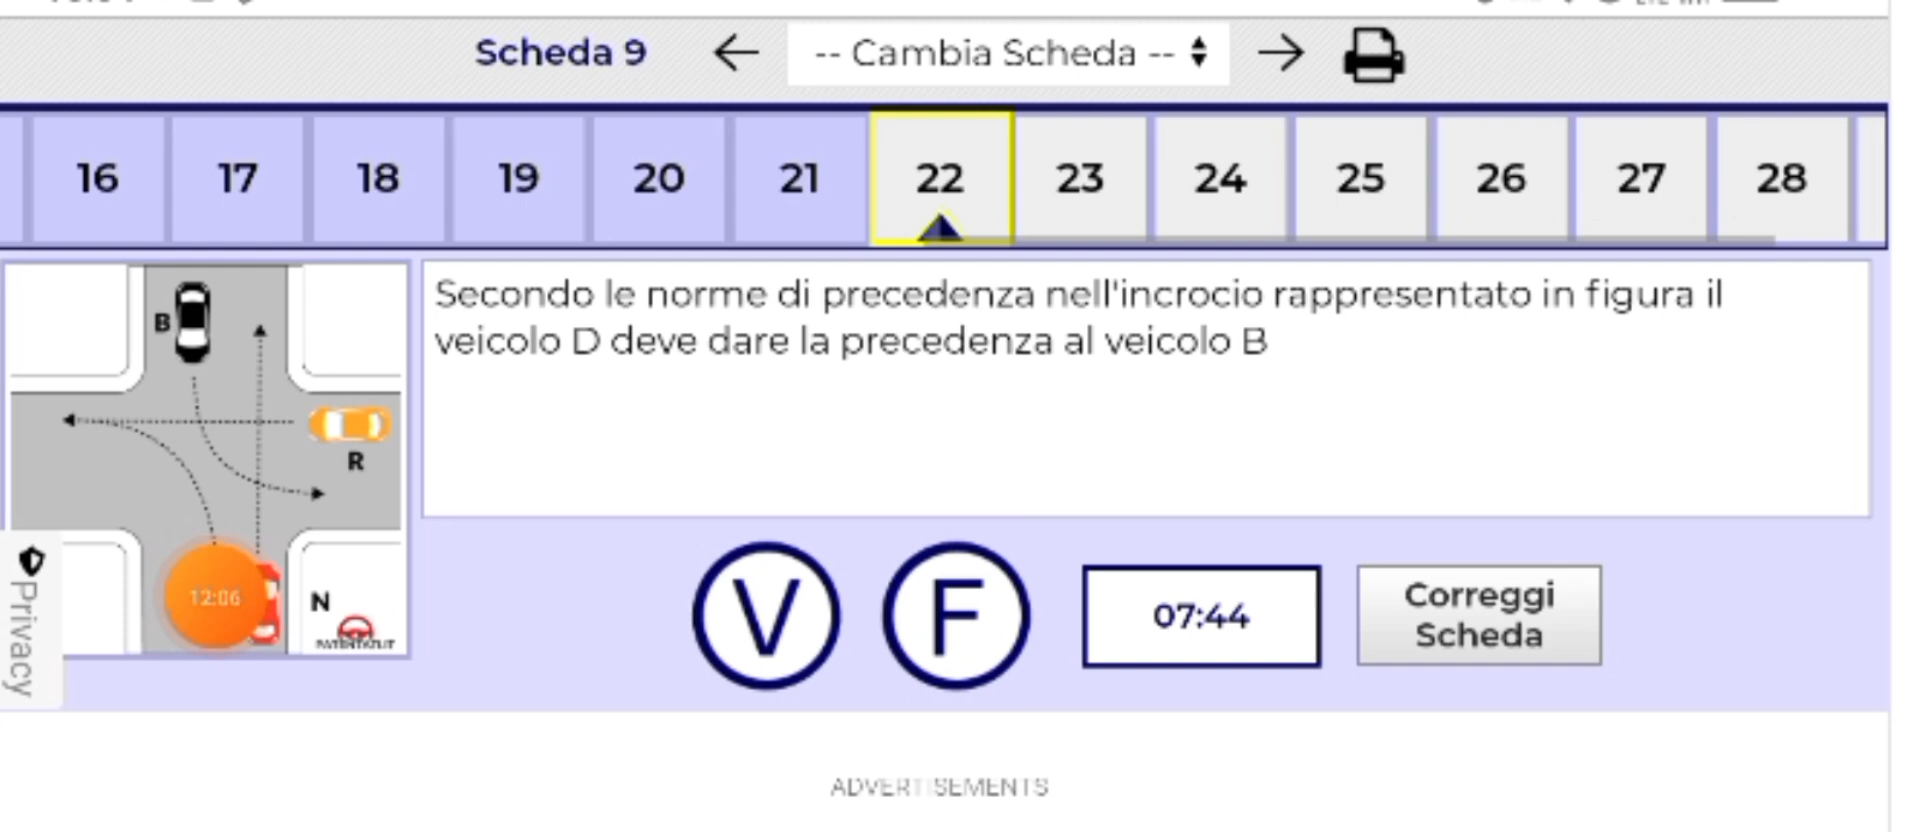 Scheda 9
-- Cambia Scheda --
16 17 18 19 20 21 22 23 24 25 26 27 28
B
R
N
12:06
PATENTATI.IT
Secondo le norme di precedenza nell'incrocio rappresentato in figura il
veicolo D deve dare la precedenza al veicolo B
V F 07:44 Correggi
Scheda
Privacy
ADVERTISEMENTS